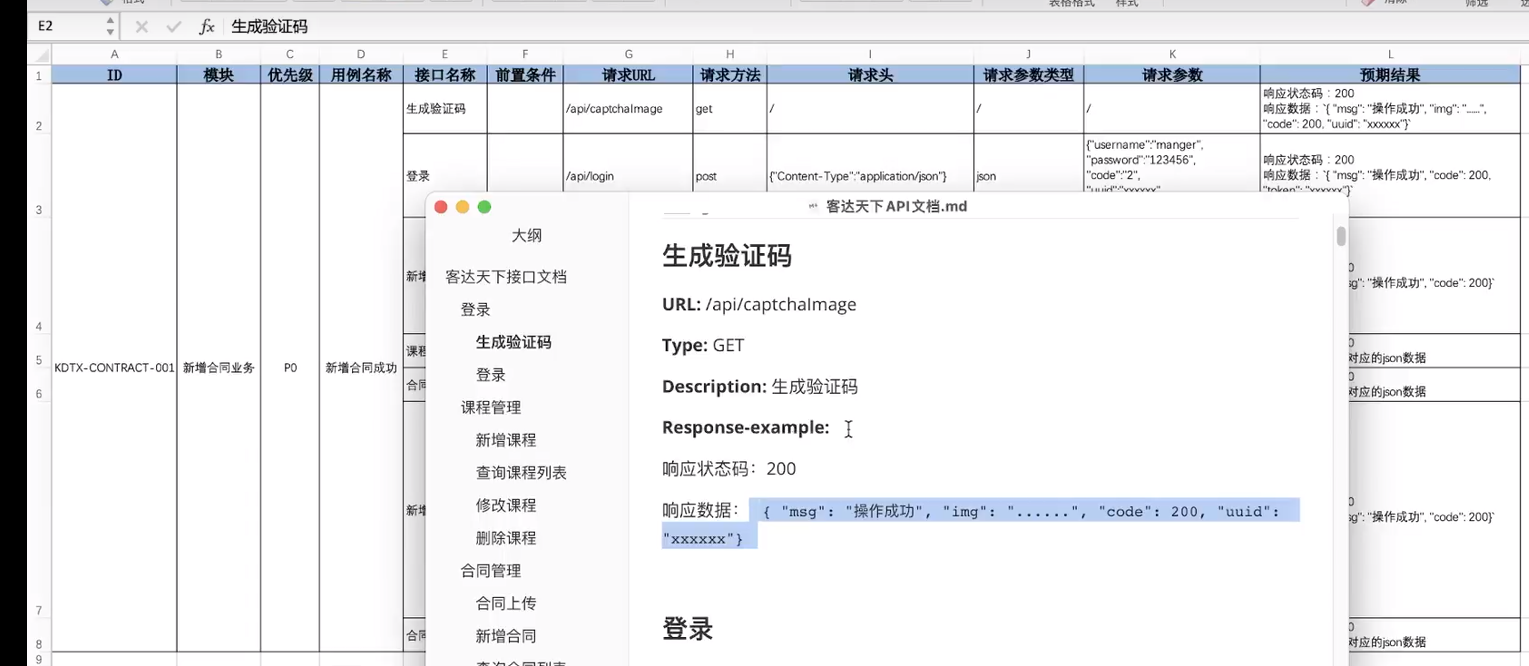 格式
表格格式 样式
清除
筛选
E2
fx 生成验证码
A B C D E F G H I J K L
1 ID 模块 优先级 用例名称 接口名称 前置条件 请求URL 请求方法 请求头 请求参数类型 请求参数 预期结果
2 生成验证码 /api/captchaImage get / / / 响应状态码：200
响应数据：`{ "msg": "操作成功", "img": "......",
"code": 200, "uuid": "xxxxxx"}`
3 登录 /api/login post {"Content-Type":"application/json"} json {"username":"manger",
"password":"123456",
"code":"2",
"uuid":"xxxxxx"
响应状态码：200
响应数据：`{ "msg": "操作成功", "code": 200,
"token": "xxxxxx"}`
4 新增
0
sg": "操作成功", "code": 200}`
5 课程
0
对应的json数据
6 合同
0
对应的json数据
KDTX-CONTRACT-001 新增合同业务 P0 新增合同成功
7 新增
0
sg": "操作成功", "code": 200}`
8 合同
0
对应的json数据
9
客达天下API文档.md
大纲
客达天下接口文档
登录
生成验证码
登录
课程管理
新增课程
查询课程列表
修改课程
删除课程
合同管理
合同上传
新增合同
查询合同列表
生成验证码
URL: /api/captchaImage
Type: GET
Description: 生成验证码
Response-example:
响应状态码：200
响应数据： { "msg": "操作成功", "img": "......", "code": 200, "uuid":
"xxxxxx"}
登录